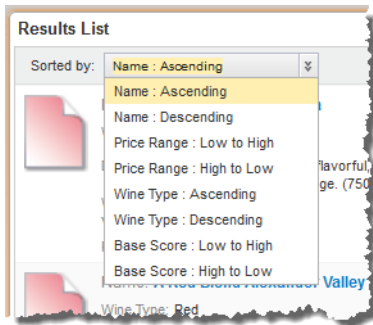 Results List
Sorted by: Name : Ascending
Name : Ascending
Name : Descending
Price Range : Low to High
flavorful,
Price Range : High to Low
ge. (750
Wine Type : Ascending
Wine Type : Descending
Base Score : Low to High
Base Score : High to Low
Name: A Red Blend Alexander Valley
Wine Type: Red